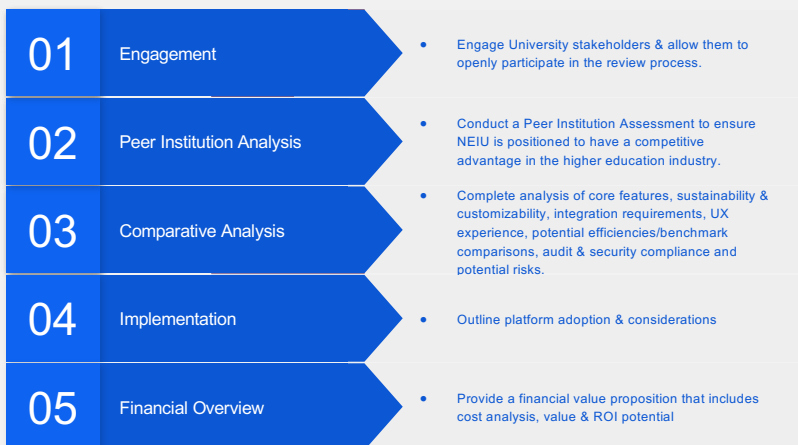 01
Engagement
• Engage University stakeholders & allow them to
openly participate in the review process.
02
Peer Institution Analysis
• Conduct a Peer Institution Assessment to ensure
NEIU is positioned to have a competitive
advantage in the higher education industry.
03
Comparative Analysis
• Complete analysis of core features, sustainability &
customizability, integration requirements, UX
experience, potential efficiencies/benchmark
comparisons, audit & security compliance and
potential risks.
04
Implementation
• Outline platform adoption & considerations
05
Financial Overview
• Provide a financial value proposition that includes
cost analysis, value & ROI potential